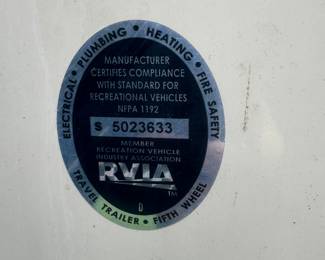 ELECTRICAL • PLUMBING • HEATING • FIRE SAFETY
MANUFACTURER
CERTIFIES COMPLIANCE
WITH STANDARD FOR
RECREATIONAL VEHICLES
NFPA 1192
S 5023633
MEMBER
RECREATION VEHICLE
INDUSTRY ASSOCIATION
RVIA
TM
D
TRAVEL TRAILER • FIFTH WHEEL